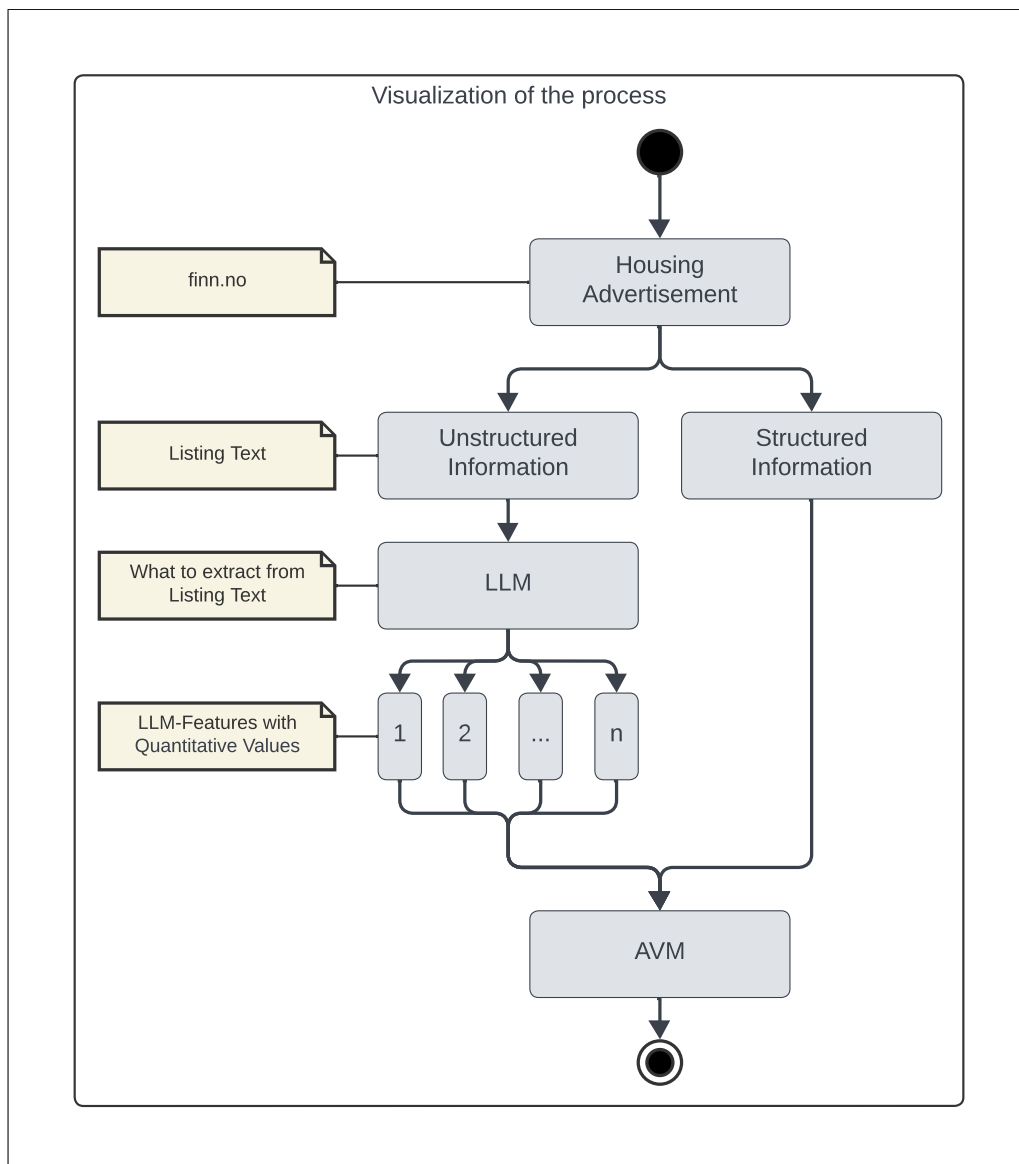 Visualization of the process
finn.no
Housing
Advertisement
Listing Text
Unstructured
Information
Structured
Information
What to extract from
Listing Text
LLM
LLM-Features with
Quantitative Values
1
2
...
n
AVM